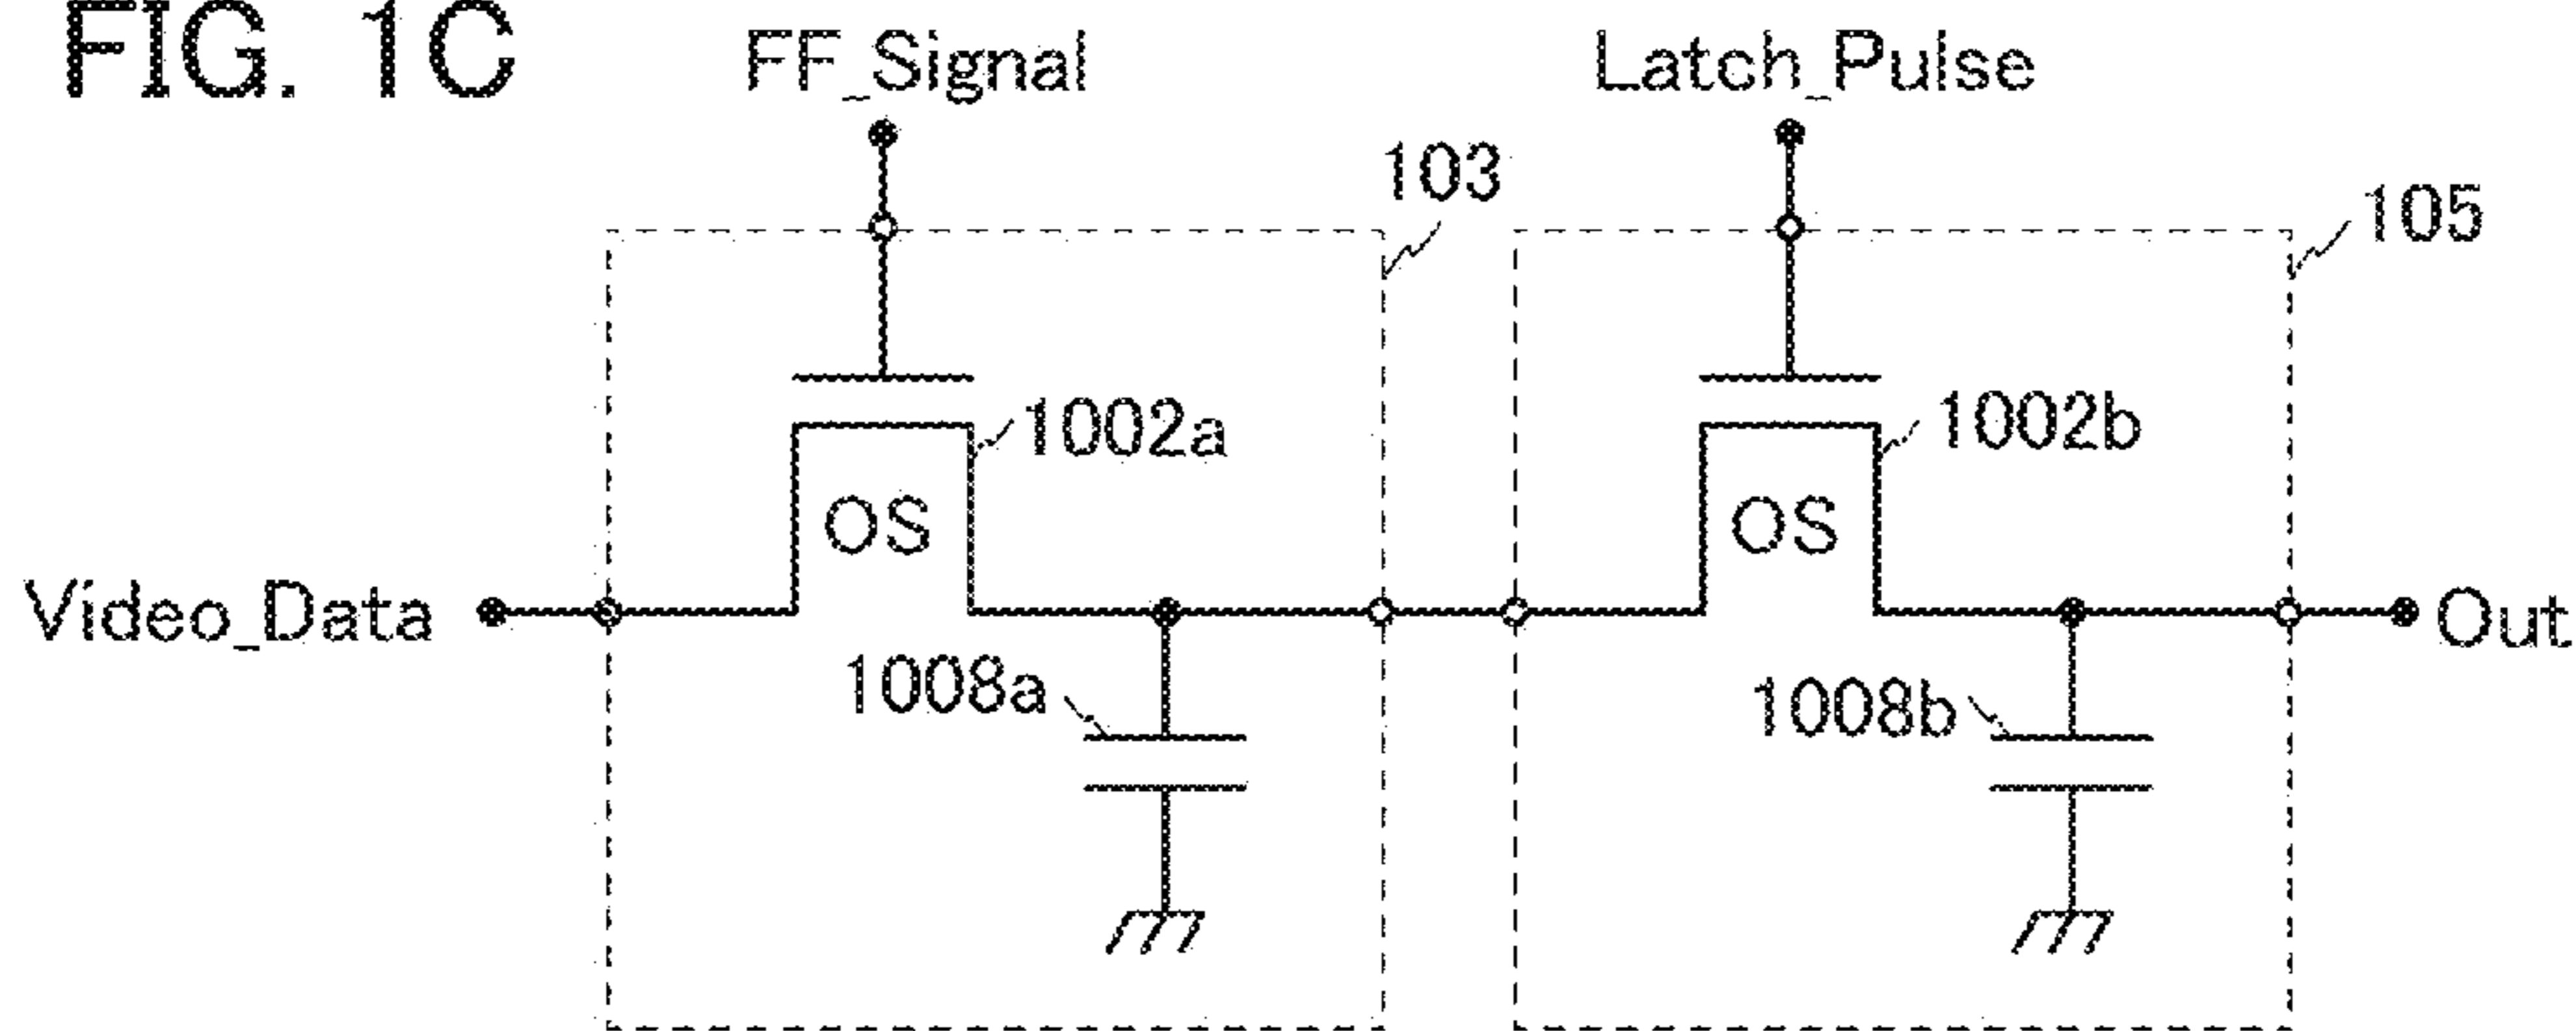 FIG. 1C
FF_Signal
Latch_Pulse
103
105
1002a
1002b
OS
OS
Video_Data
Out
1008a
1008b